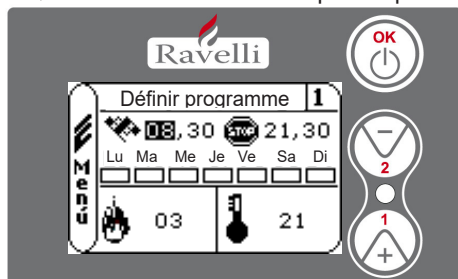 OK
Ravelli
Définir programme 1
08,30 STOP 21,30
Lu Ma Me Je Ve Sa Di
Menú
03 21
−
2
1
+